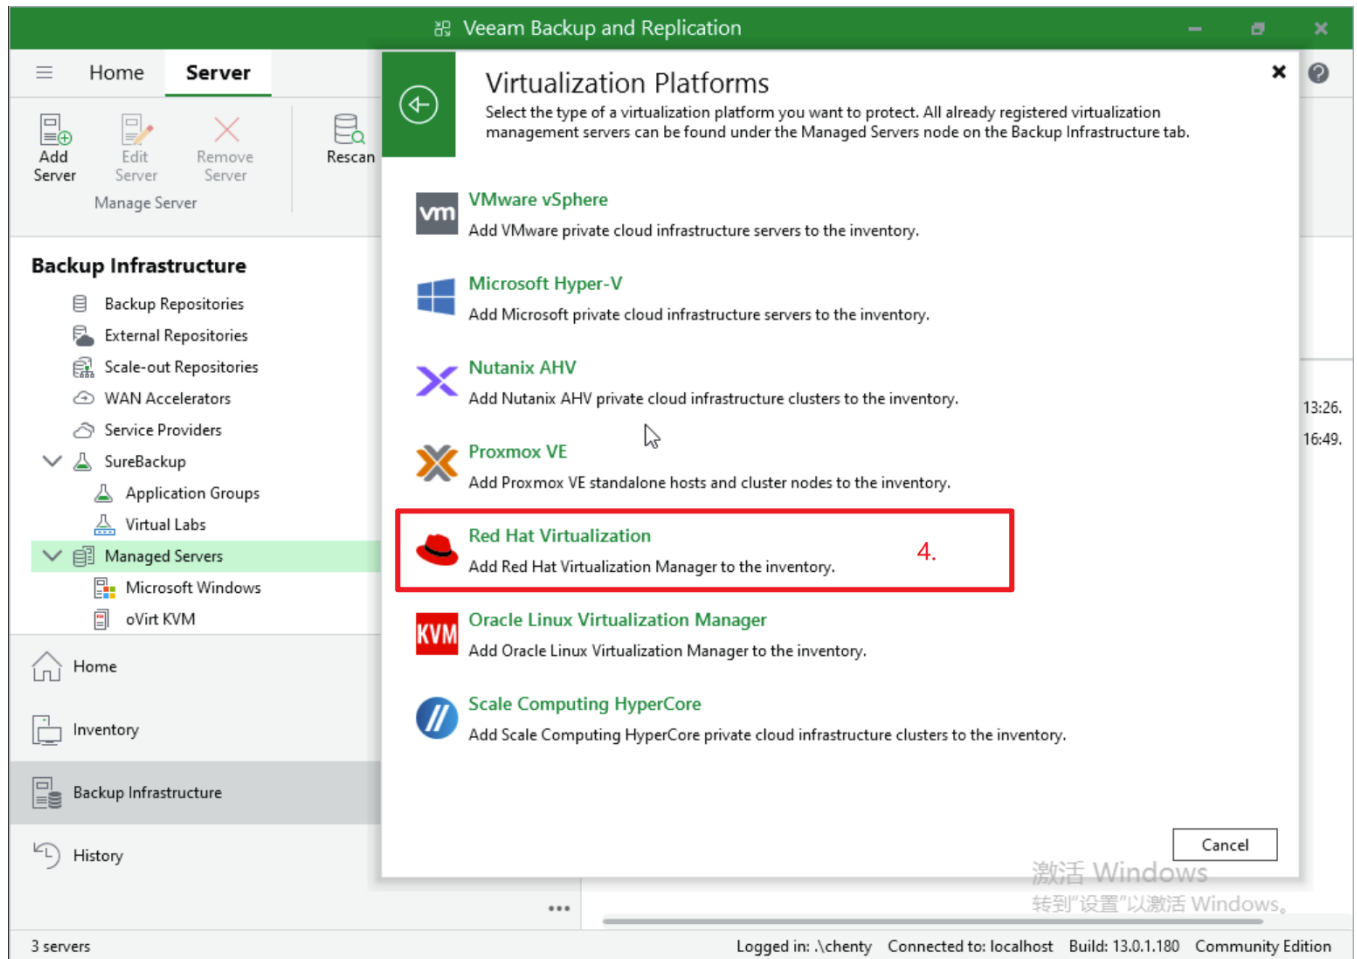 Veeam Backup and Replication
Home
Server
Add
Server
Edit
Server
Remove
Server
Rescan
Manage Server
Virtualization Platforms
Select the type of a virtualization platform you want to protect. All already registered virtualization
management servers can be found under the Managed Servers node on the Backup Infrastructure tab.
Backup Infrastructure
Backup Repositories
External Repositories
Scale-out Repositories
WAN Accelerators
Service Providers
SureBackup
Application Groups
Virtual Labs
Managed Servers
Microsoft Windows
oVirt KVM
Home
Inventory
Backup Infrastructure
History
vm
VMware vSphere
Add VMware private cloud infrastructure servers to the inventory.
Microsoft Hyper-V
Add Microsoft private cloud infrastructure servers to the inventory.
Nutanix AHV
Add Nutanix AHV private cloud infrastructure clusters to the inventory.
Proxmox VE
Add Proxmox VE standalone hosts and cluster nodes to the inventory.
Red Hat Virtualization
Add Red Hat Virtualization Manager to the inventory.
4.
KVM
Oracle Linux Virtualization Manager
Add Oracle Linux Virtualization Manager to the inventory.
Scale Computing HyperCore
Add Scale Computing HyperCore private cloud infrastructure clusters to the inventory.
13:26.
16:49.
Cancel
激活 Windows
转到“设置”以激活 Windows。
3 servers
Logged in: .\chenty
Connected to: localhost
Build: 13.0.1.180
Community Edition